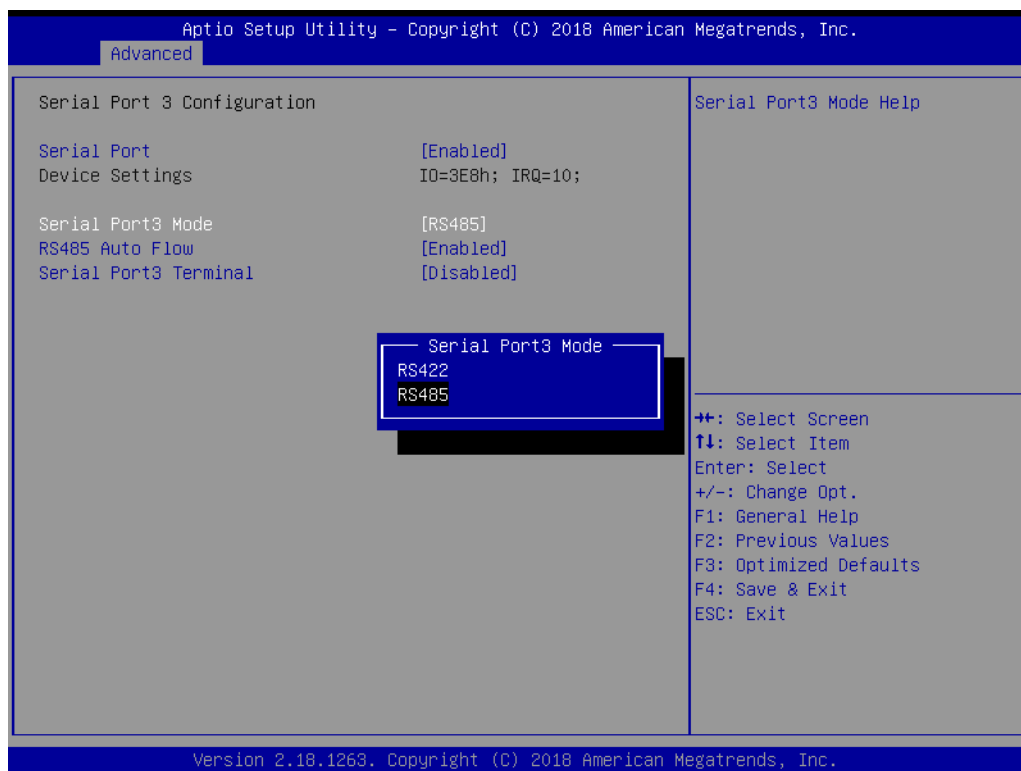 Aptio Setup Utility – Copyright (C) 2018 American Megatrends, Inc.
Advanced
Serial Port 3 Configuration
Serial Port [Enabled]
Device Settings IO=3E8h; IRQ=10;
Serial Port3 Mode [RS485]
RS485 Auto Flow [Enabled]
Serial Port3 Terminal [Disabled]
Serial Port3 Mode
RS422
RS485
Serial Port3 Mode Help
→←: Select Screen
↑↓: Select Item
Enter: Select
+/-: Change Opt.
F1: General Help
F2: Previous Values
F3: Optimized Defaults
F4: Save & Exit
ESC: Exit
Version 2.18.1263. Copyright (C) 2018 American Megatrends, Inc.